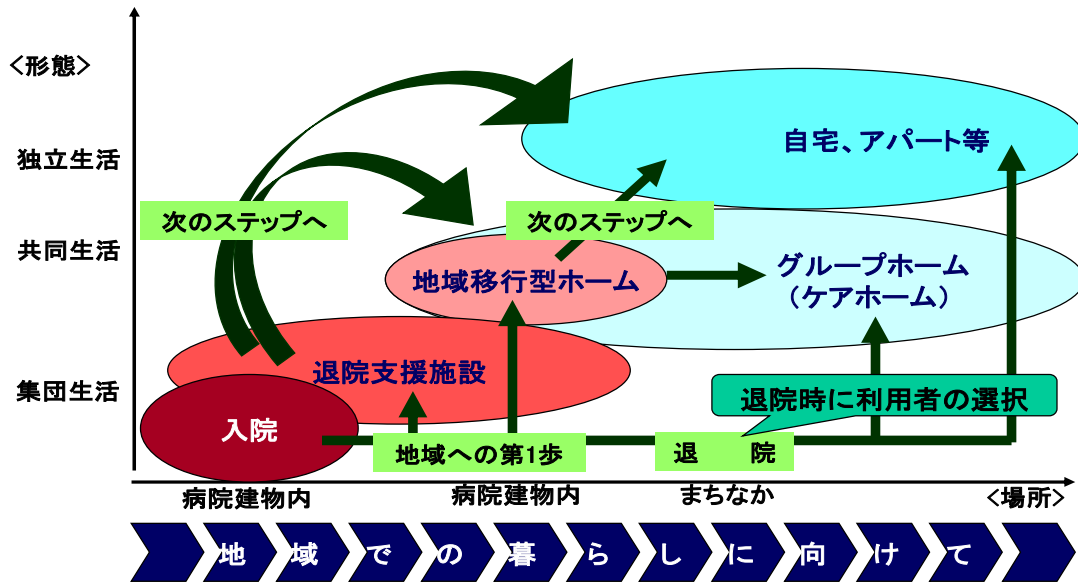 <形態>
独立生活
自宅、アパート等
次のステップへ
次のステップへ
共同生活
地域移行型ホーム
グループホーム
（ケアホーム）
退院支援施設
集団生活
退院時に利用者の選択
入院
地域への第1歩
退　　院
病院建物内
病院建物内
まちなか
<場所>
地域での暮らしに向けて